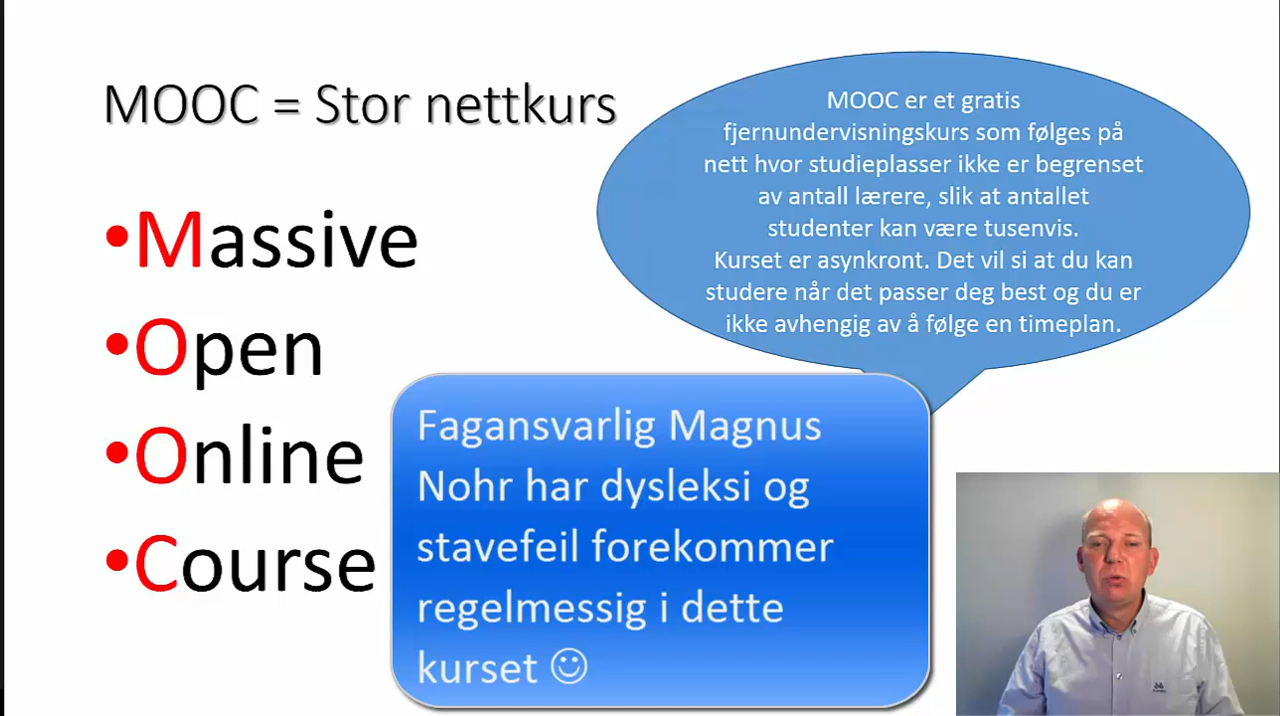 MOOC = Stor nettkurs
•Massive
•Open
•Online
•Course
MOOC er et gratis
fjernundervisningskurs som følges på
nett hvor studieplasser ikke er begrenset
av antall lærere, slik at antallet
studenter kan være tusenvis.
Kurset er asynkront. Det vil si at du kan
studere når det passer deg best og du er
ikke avhengig av å følge en timeplan.
Fagansvarlig Magnus
Nohr har dysleksi og
stavefeil forekommer
regelmessig i dette
kurset ☺